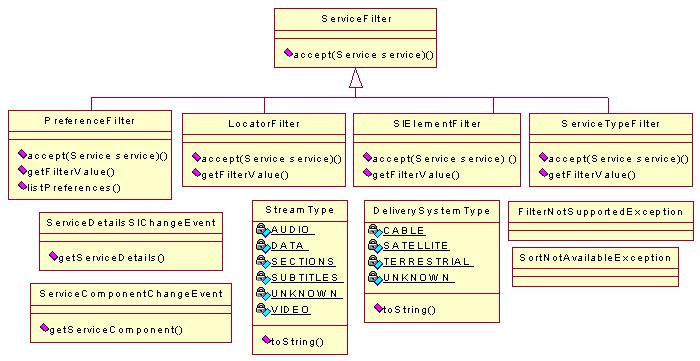 ServiceFilter
accept(Service service)()
PreferenceFilter
accept(Service service)()
getFilterValue()
listPreferences()
LocatorFilter
accept(Service service)()
getFilterValue()
SIElementFilter
accept(Service service) ()
getFilterValue()
ServiceTypeFilter
accept(Service service)()
getFilterValue()
ServiceDetailsSIChangeEvent
getServiceDetails()
StreamType
AUDIO
DATA
SECTIONS
SUBTITLES
UNKNOWN
VIDEO
toString()
DeliverySystemType
CABLE
SATELLITE
TERRESTRIAL
UNKNOWN
toString()
FilterNotSupportedException
SortNotAvailableException
ServiceComponentChangeEvent
getServiceComponent()